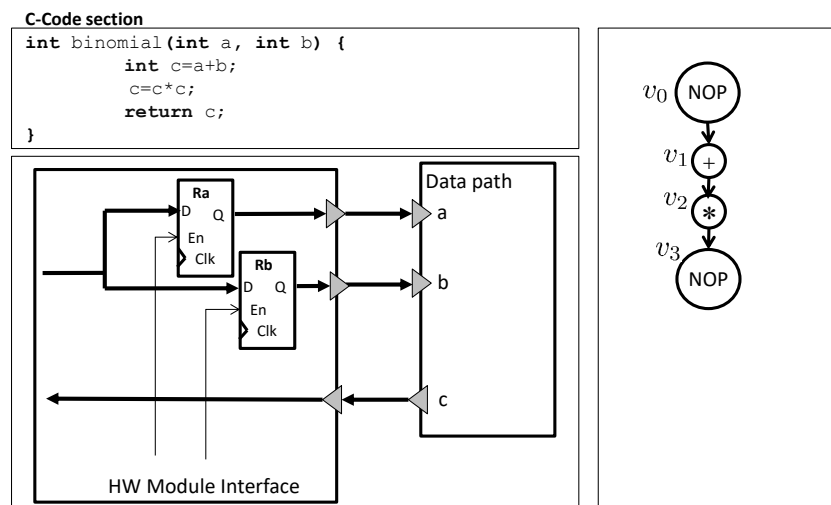 C-Code section
int binomial(int a, int b) {
int c=a+b;
c=c*c;
return c;
}
Ra
D Q
En
Clk
Rb
D Q
En
Clk
HW Module Interface
Data path
a
b
c
v0 NOP
v1 +
v2 *
v3 NOP